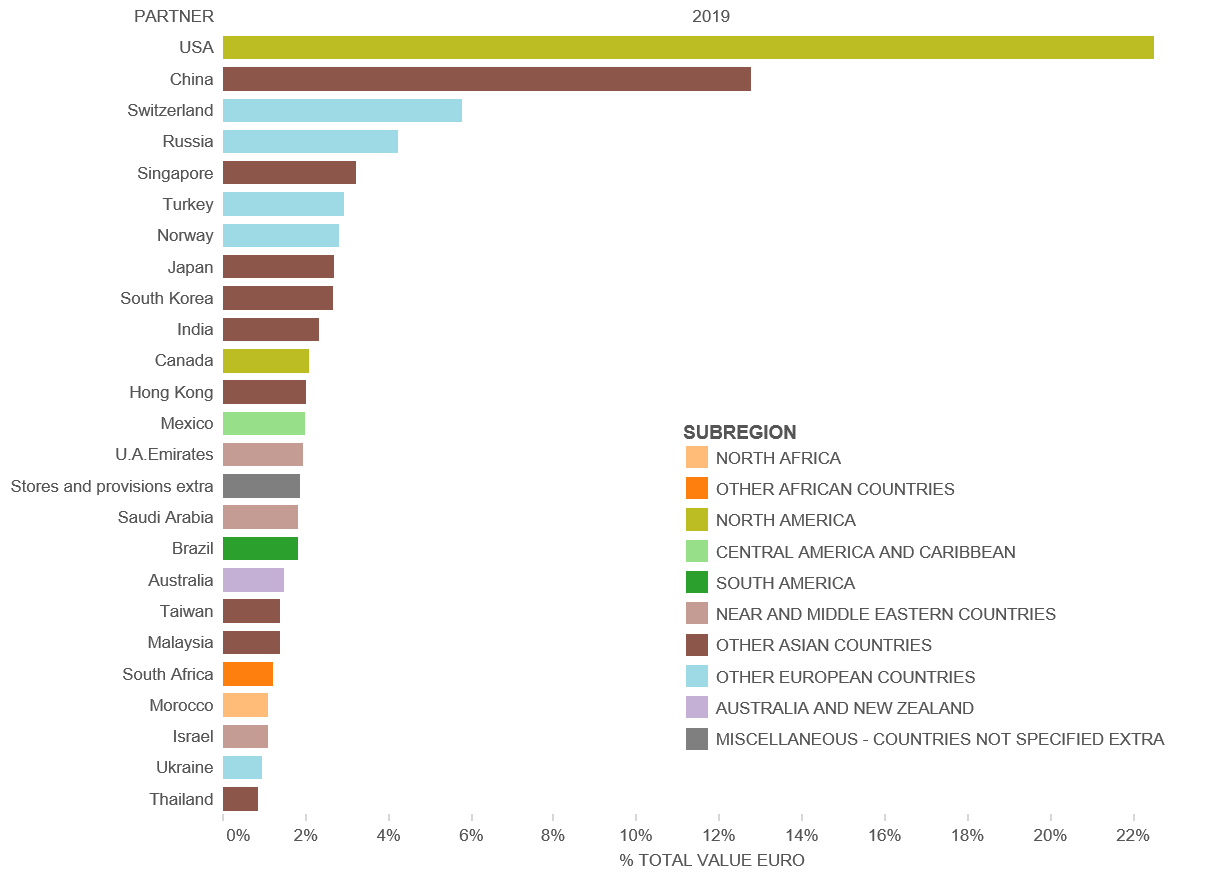 PARTNER 2019
USA
China
Switzerland
Russia
Singapore
Turkey
Norway
Japan
South Korea
India
Canada
Hong Kong
Mexico
U.A.Emirates
Stores and provisions extra
Saudi Arabia
Brazil
Australia
Taiwan
Malaysia
South Africa
Morocco
Israel
Ukraine
Thailand
SUBREGION
NORTH AFRICA
OTHER AFRICAN COUNTRIES
NORTH AMERICA
CENTRAL AMERICA AND CARIBBEAN
SOUTH AMERICA
NEAR AND MIDDLE EASTERN COUNTRIES
OTHER ASIAN COUNTRIES
OTHER EUROPEAN COUNTRIES
AUSTRALIA AND NEW ZEALAND
MISCELLANEOUS - COUNTRIES NOT SPECIFIED EXTRA
0% 2% 4% 6% 8% 10% 12% 14% 16% 18% 20% 22%
% TOTAL VALUE EURO